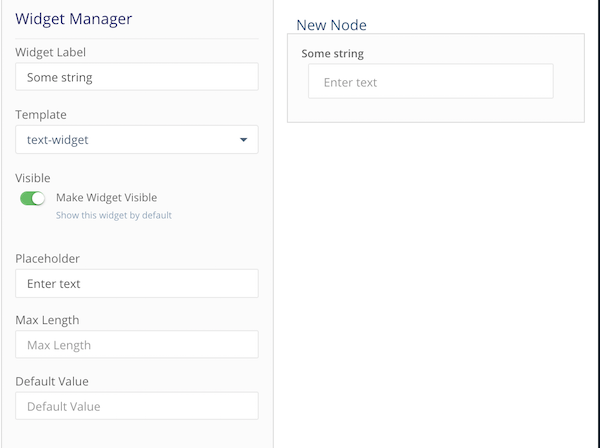 Widget Manager
Widget Label
Some string
Template
text-widget
Visible
Make Widget Visible
Show this widget by default
Placeholder
Enter text
Max Length
Max Length
Default Value
Default Value
New Node
Some string
Enter text